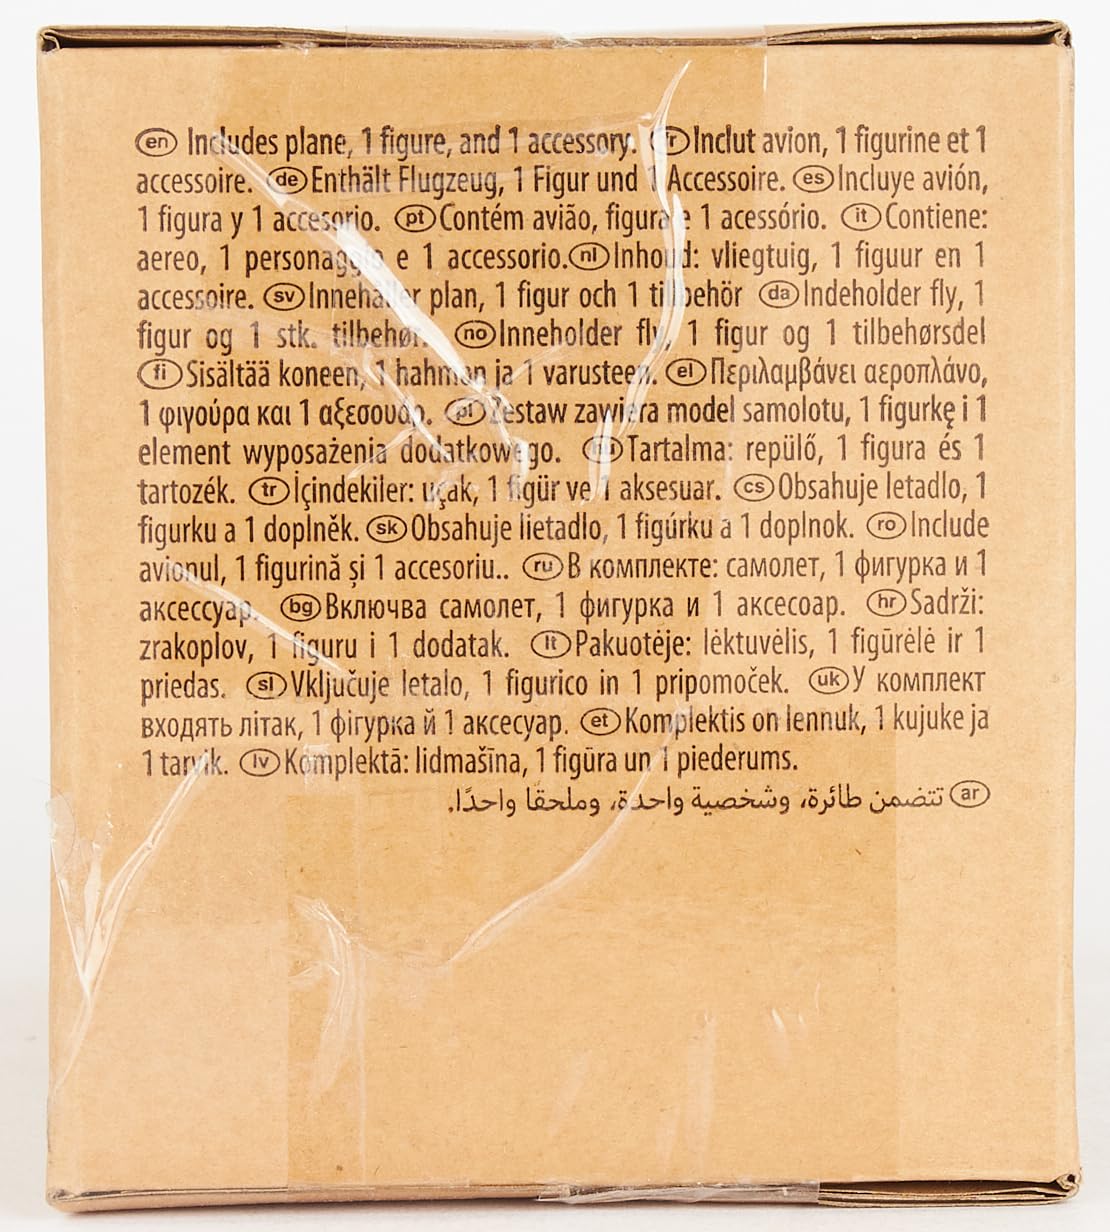 en Includes plane, 1 figure, and 1 accessory. fr Inclut avion, 1 figurine et 1
accessoire. de Enthält Flugzeug, 1 Figur und 1 Accessoire. es Incluye avión,
1 figura y 1 accesorio. pt Contém avião, figura e 1 acessório. it Contiene:
aereo, 1 personaggio e 1 accessorio. nl Inhoud: vliegtuig, 1 figuur en 1
accessoire. sv Innehåller plan, 1 figur och 1 tillbehör da Indeholder fly, 1
figur og 1 stk. tilbehør. no Inneholder fly, 1 figur og 1 tilbehørsdel
fi Sisältää koneen, 1 hahmon ja 1 varusteen. el Περιλαμβάνει αεροπλάνο,
1 φιγούρα και 1 αξεσουάρ. pl Zestaw zawiera model samolotu, 1 figurkę i 1
element wyposażenia dodatkowego. hu Tartalma: repülő, 1 figura és 1
tartozék. tr İçindekiler: uçak, 1 figür ve 1 aksesuar. cs Obsahuje letadlo, 1
figurku a 1 doplněk. sk Obsahuje lietadlo, 1 figúrku a 1 doplnok. ro Include
avionul, 1 figurină și 1 accesoriu.. ru В комплекте: самолет, 1 фигурка и 1
аксессуар. bg Включва самолет, 1 фигурка и 1 аксесоар. hr Sadrži:
zrakoplov, 1 figuru i 1 dodatak. lt Pakuotėje: lėktuvėlis, 1 figūrėlė ir 1
priedas. sl Vključuje letalo, 1 figurico in 1 pripomoček. uk У комплект
входять літак, 1 фігурка й 1 аксесуар. et Komplektis on lennuk, 1 kujuke ja
1 tarvik. lv Komplektā: lidmašīna, 1 figūra un 1 piederums.
ar تتضمن طائرة، وشخصية واحدة، وملحقًا واحدًا.